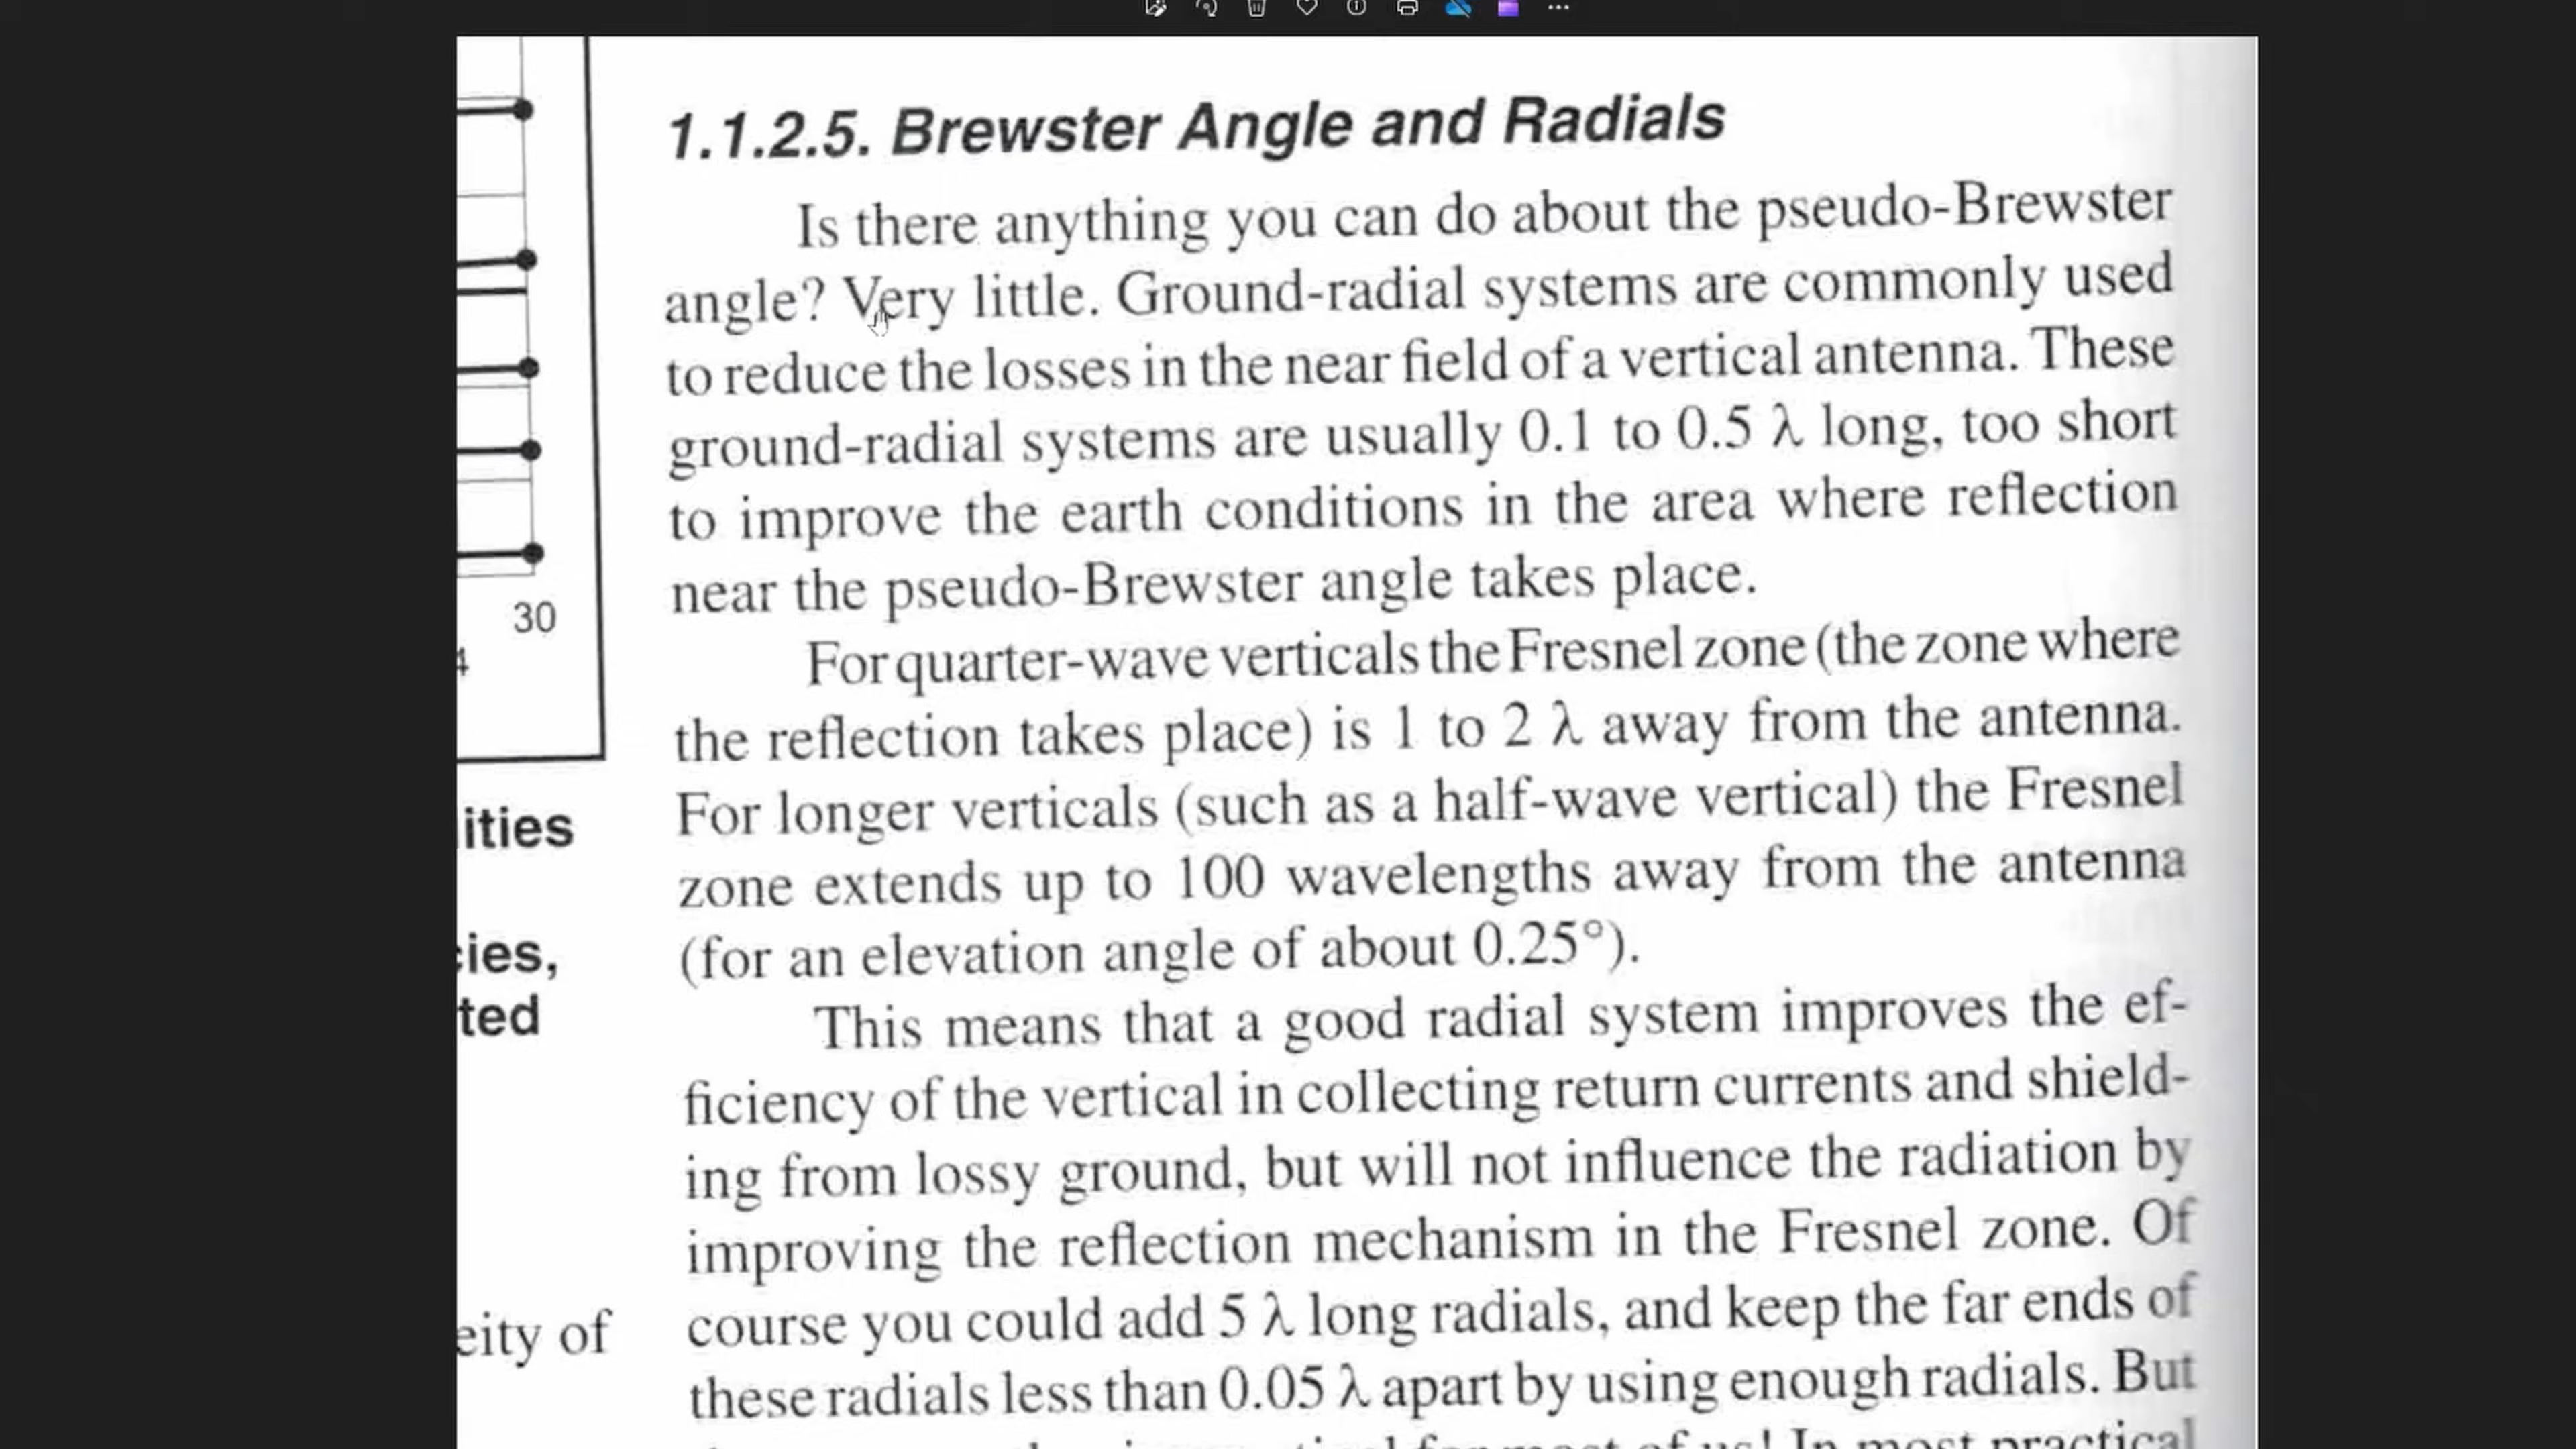 1.1.2.5. Brewster Angle and Radials
Is there anything you can do about the pseudo-Brewster
angle? Very little. Ground-radial systems are commonly used
to reduce the losses in the near field of a vertical antenna. These
ground-radial systems are usually 0.1 to 0.5 λ long, too short
to improve the earth conditions in the area where reflection
near the pseudo-Brewster angle takes place.
For quarter-wave verticals the Fresnel zone (the zone where
the reflection takes place) is 1 to 2 λ away from the antenna.
For longer verticals (such as a half-wave vertical) the Fresnel
zone extends up to 100 wavelengths away from the antenna
(for an elevation angle of about 0.25°).
This means that a good radial system improves the ef-
ficiency of the vertical in collecting return currents and shield-
ing from lossy ground, but will not influence the radiation by
improving the reflection mechanism in the Fresnel zone. Of
course you could add 5 λ long radials, and keep the far ends of
these radials less than 0.05 λ apart by using enough radials. But
most of us! In most practical
30
4
ities
cies,
ted
eity of